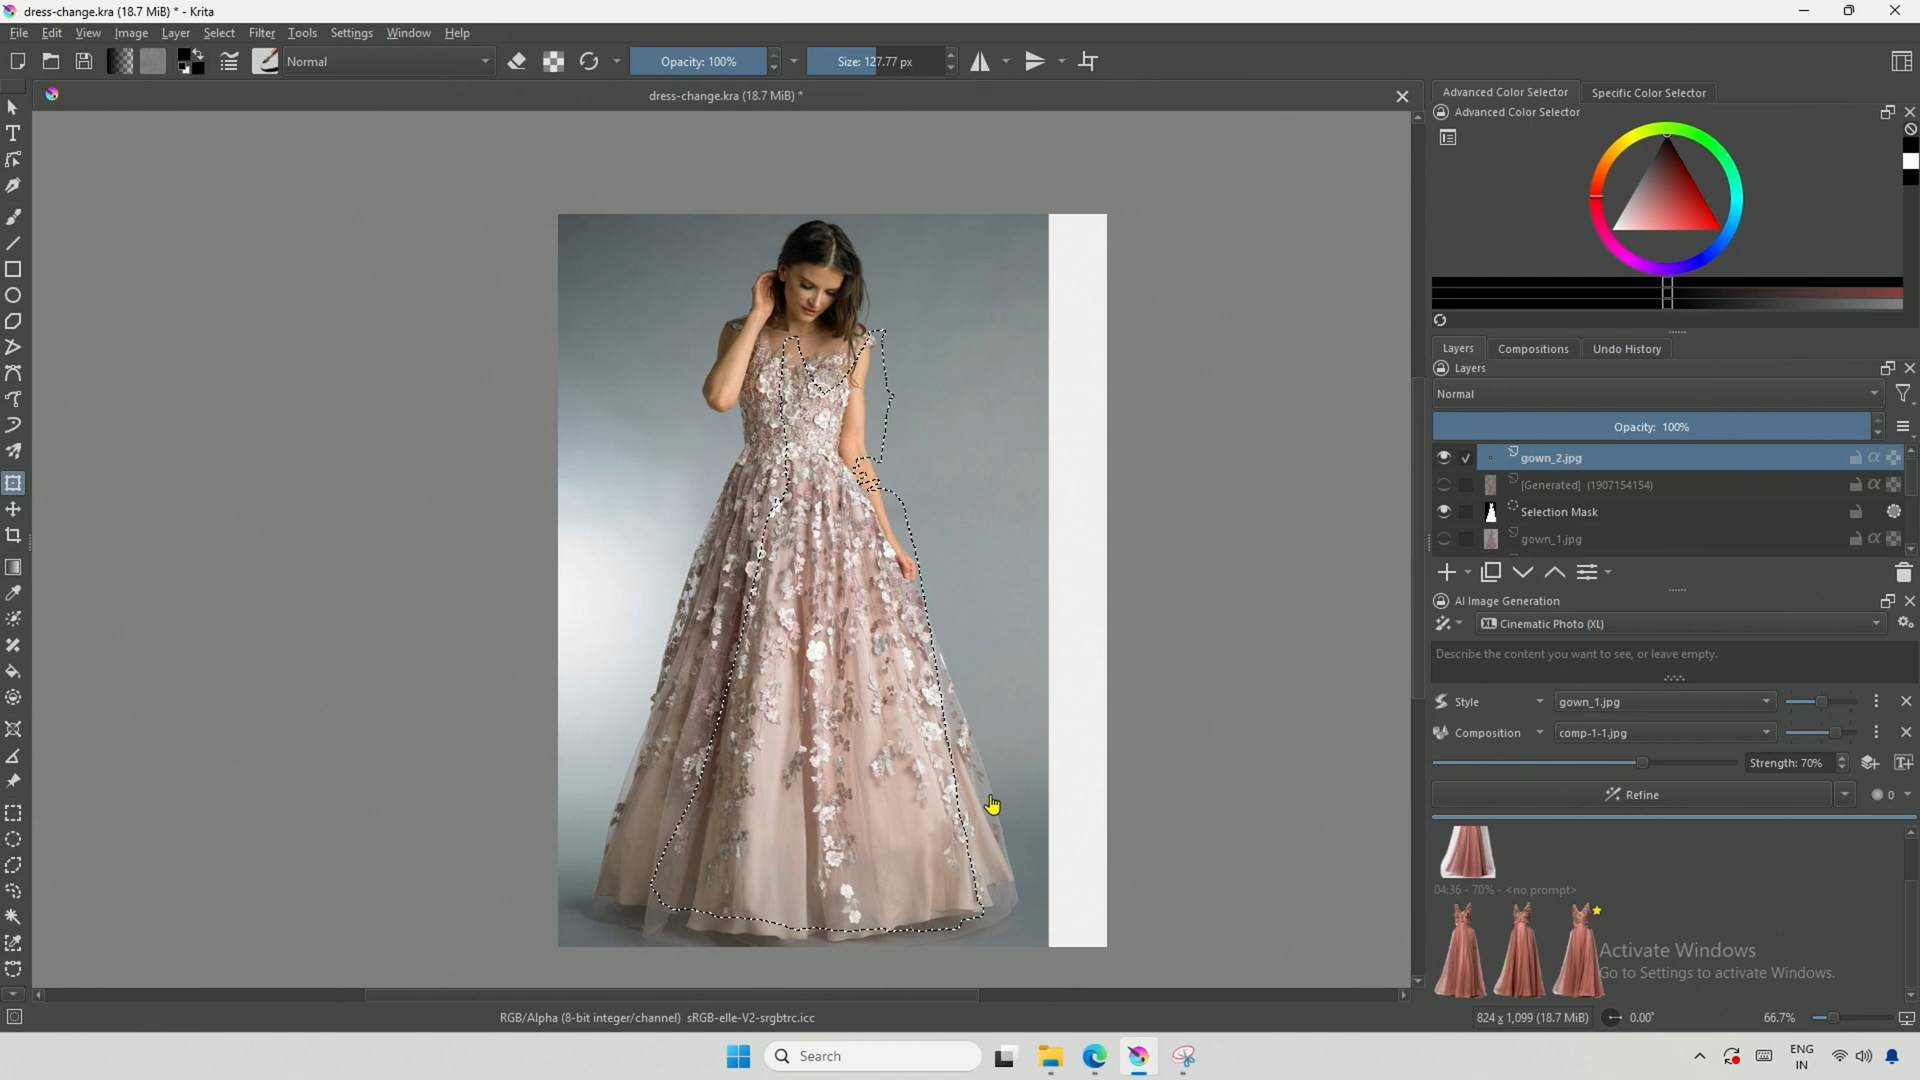 dress-change.kra (18.7 MiB) * - Krita
File Edit View Image Layer Select Filter Tools Settings Window Help
Normal
Opacity: 100%
Size: 127.77 px
dress-change.kra (18.7 MiB) *
Advanced Color Selector
Specific Color Selector
Advanced Color Selector
Layers
Compositions
Undo History
Layers
Normal
Opacity: 100%
gown_2.jpg
[Generated] (1907154154)
Selection Mask
gown_1.jpg
AI Image Generation
XL Cinematic Photo (XL)
Describe the content you want to see, or leave empty.
Style gown_1.jpg
Composition comp-1-1.jpg
Strength: 70%
Refine
0
04:36 - 70% - <no prompt>
Activate Windows
Go to Settings to activate Windows.
RGB/Alpha (8-bit integer/channel) sRGB-elle-V2-srgbtrc.icc
824 x 1,099 (18.7 MiB)
0.00°
66.7%
Search
ENG
IN